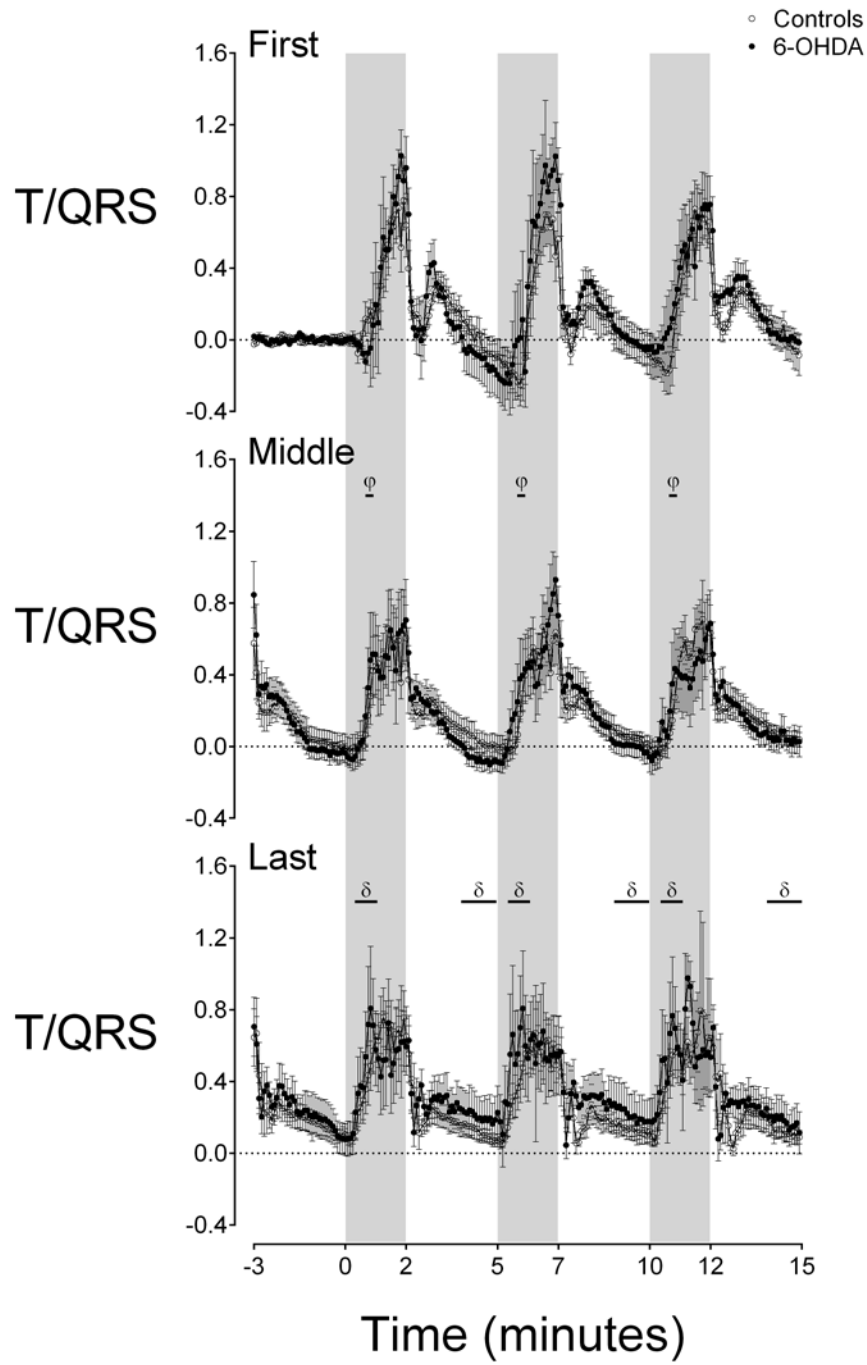 Controls
6-OHDA
First
1.6
1.2
0.8
0.4
0.0
-0.4
T/QRS
Middle
1.6
1.2
0.8
0.4
0.0
-0.4
T/QRS
φ φ φ
Last
1.6
1.2
0.8
0.4
0.0
-0.4
T/QRS
δ δ δ δ δ δ
-3 0 2 5 7 10 12 15
Time (minutes)